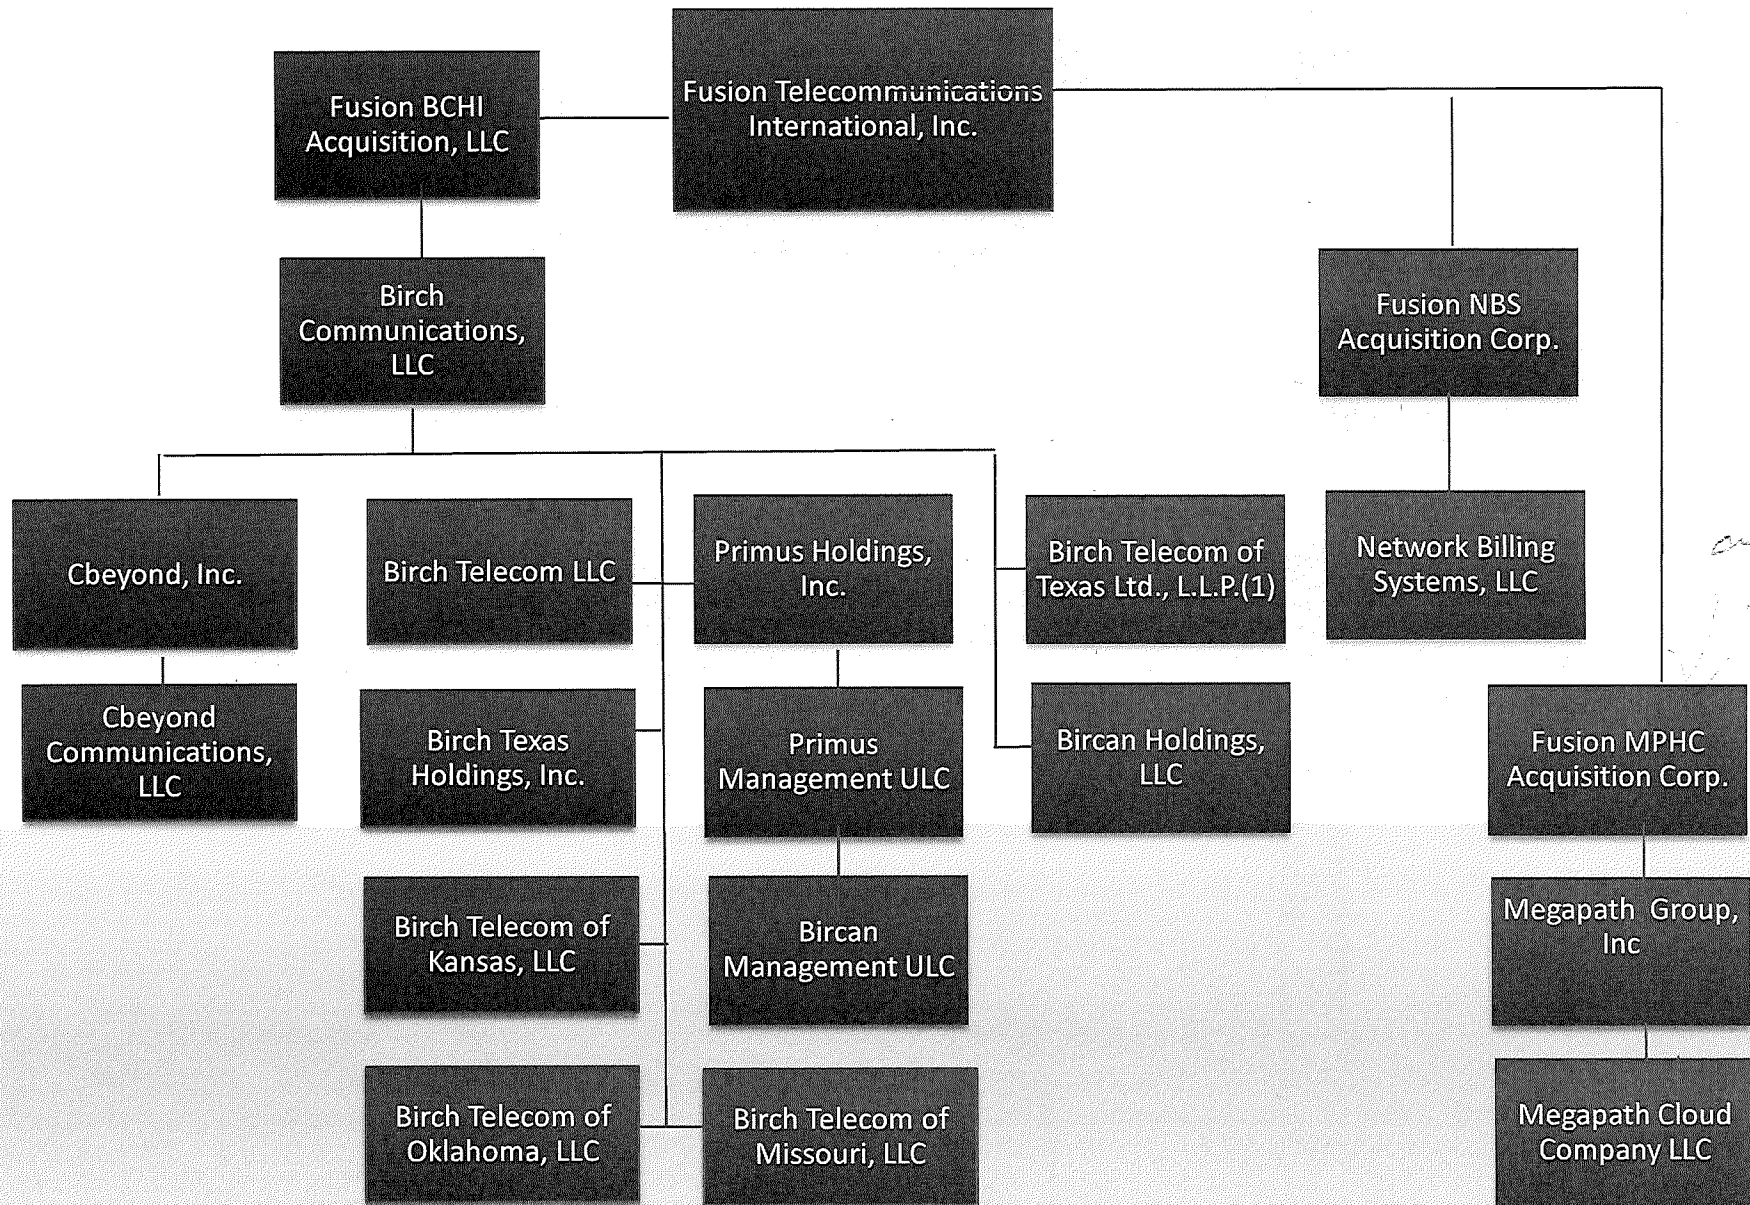 Fusion BCHI
Acquisition, LLC
Fusion Telecommunications
International, Inc.
Birch
Communications,
LLC
Fusion NBS
Acquisition Corp.
Cbeyond, Inc.
Birch Telecom LLC
Primus Holdings,
Inc.
Birch Telecom of
Texas Ltd., L.L.P.(1)
Network Billing
Systems, LLC
Cbeyond
Communications,
LLC
Birch Texas
Holdings, Inc.
Primus
Management ULC
Bircan Holdings,
LLC
Fusion MPHC
Acquisition Corp.
Birch Telecom of
Kansas, LLC
Bircan
Management ULC
Megapath Group,
Inc
Birch Telecom of
Oklahoma, LLC
Birch Telecom of
Missouri, LLC
Megapath Cloud
Company LLC